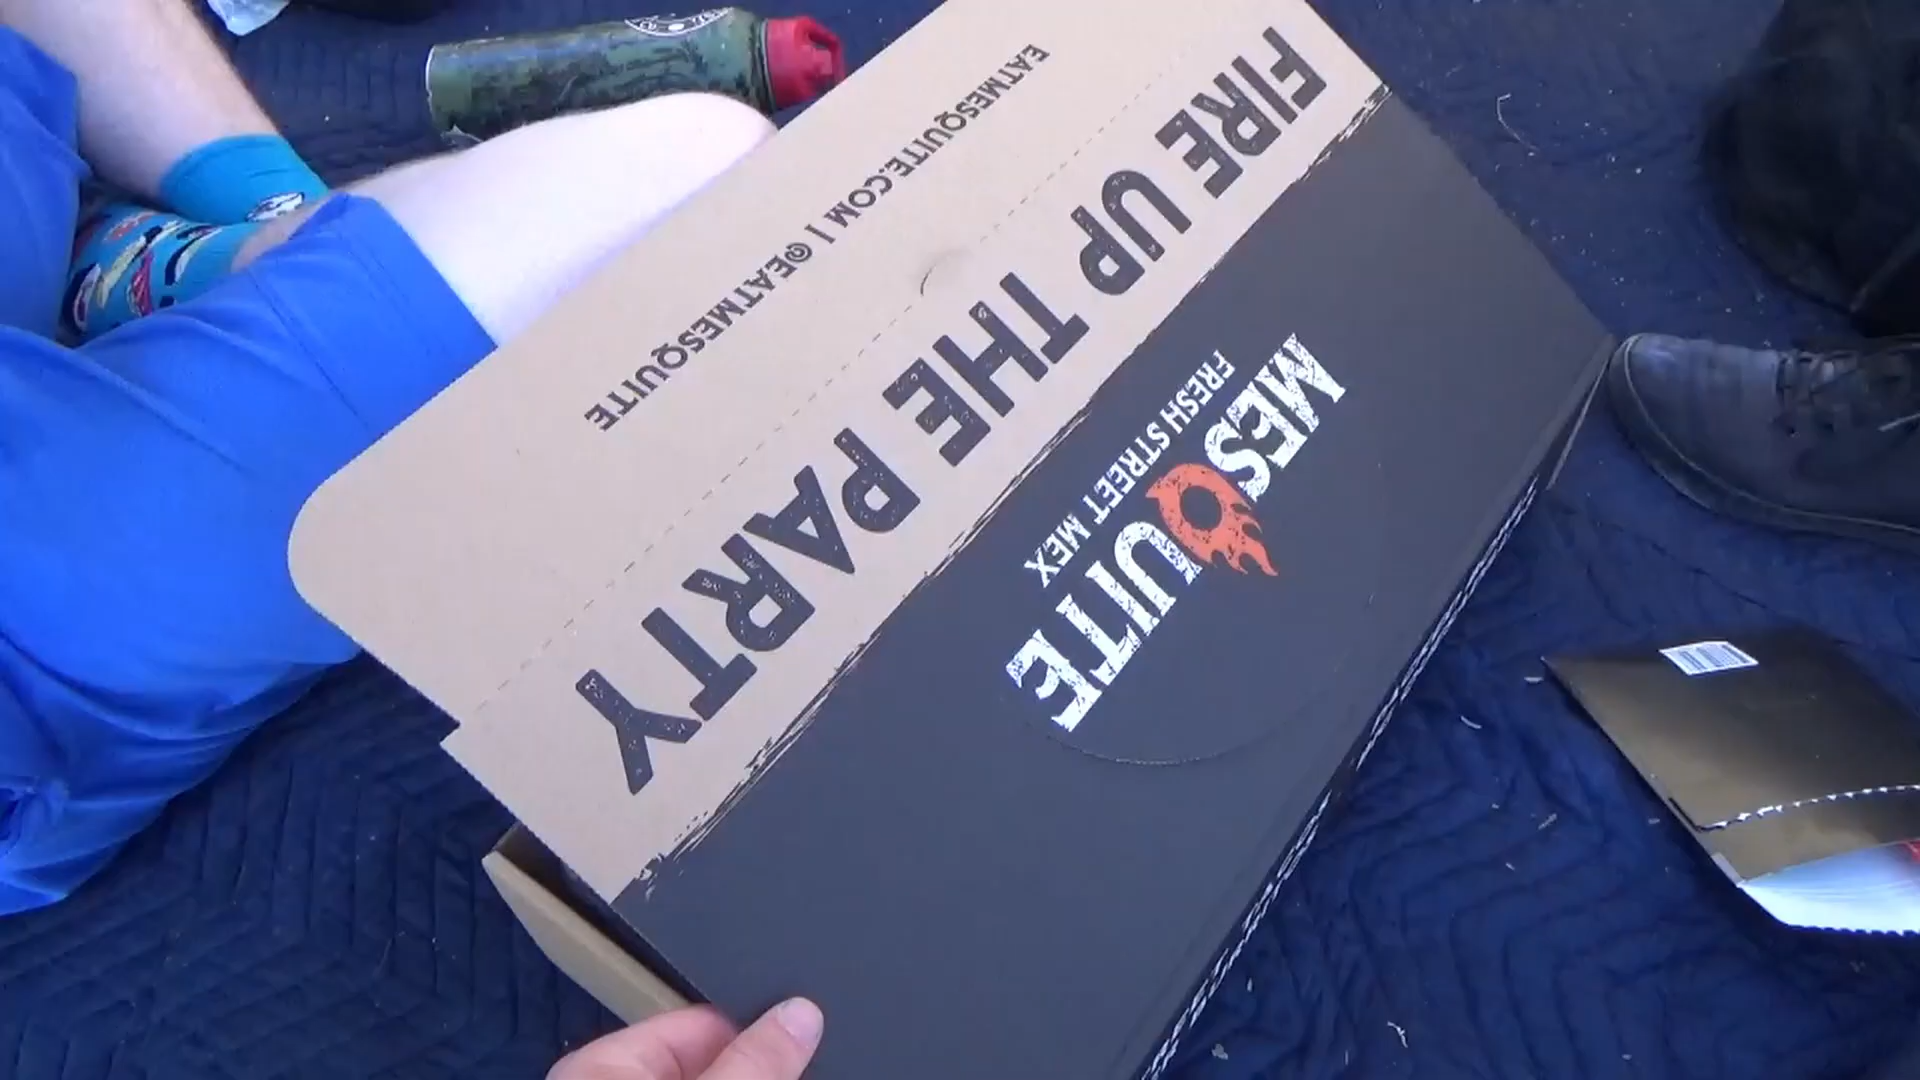 MESQUITE
FRESH STREET MEX
FIRE UP THE PARTY
EATMESQUITE.COM | @EATMESQUITE